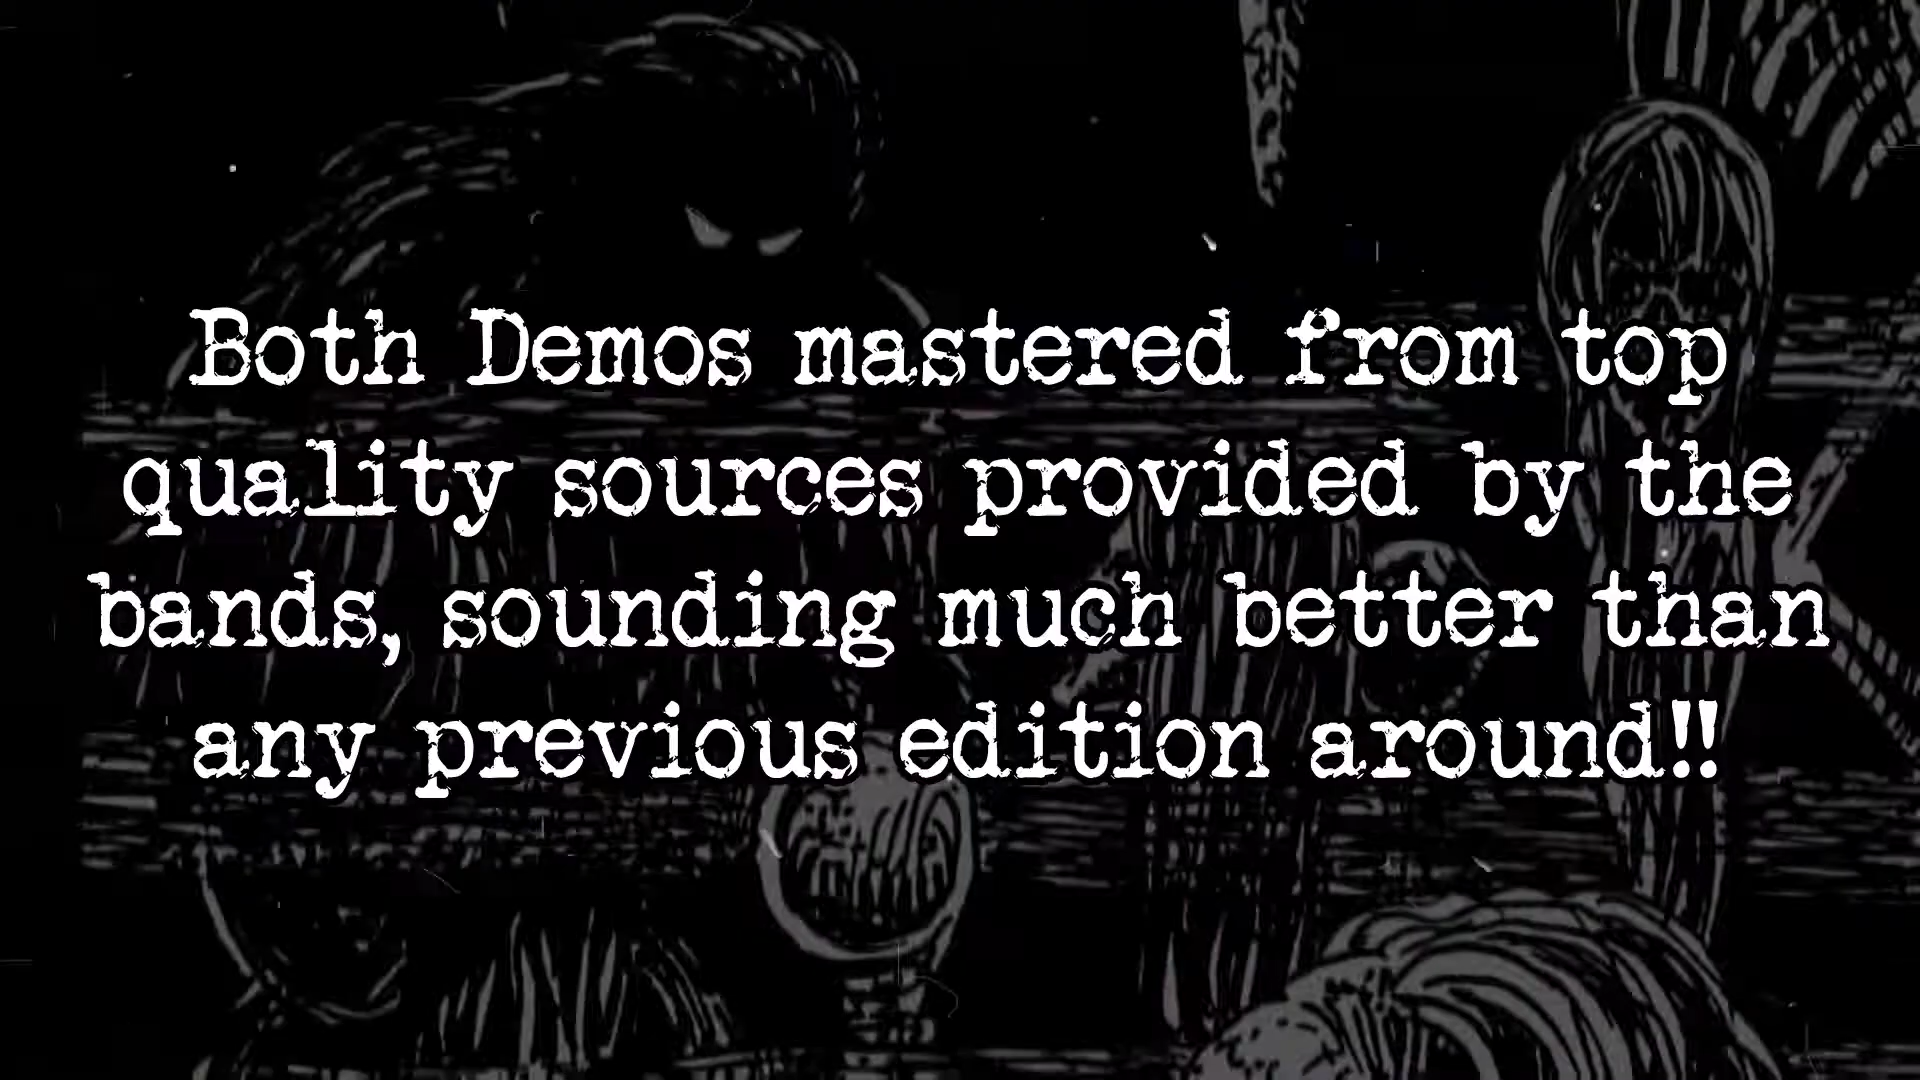 Both Demos mastered from top
quality sources provided by the
bands, sounding much better than
any previous edition around!!